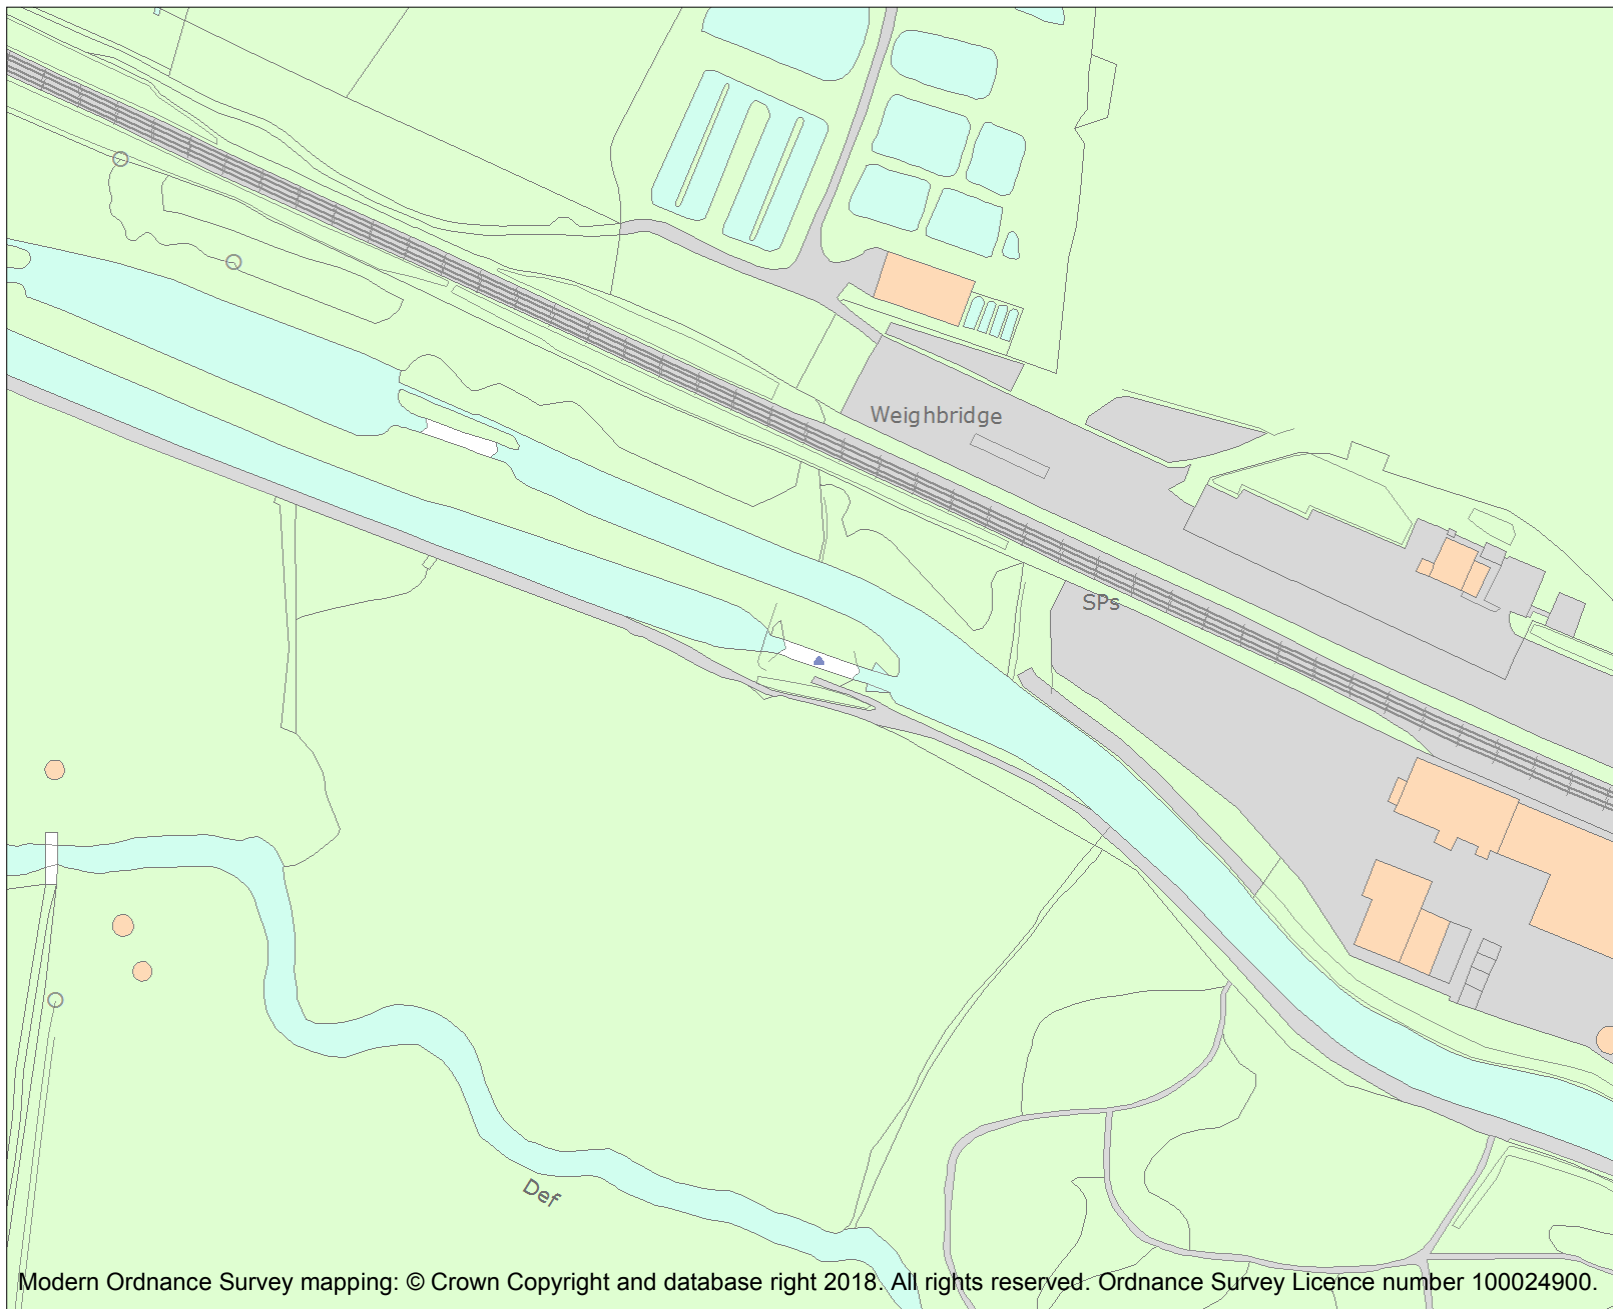 Weighbridge
SPs
Def
Modern Ordnance Survey mapping: © Crown Copyright and database right 2018. All rights reserved. Ordnance Survey Licence number 100024900.